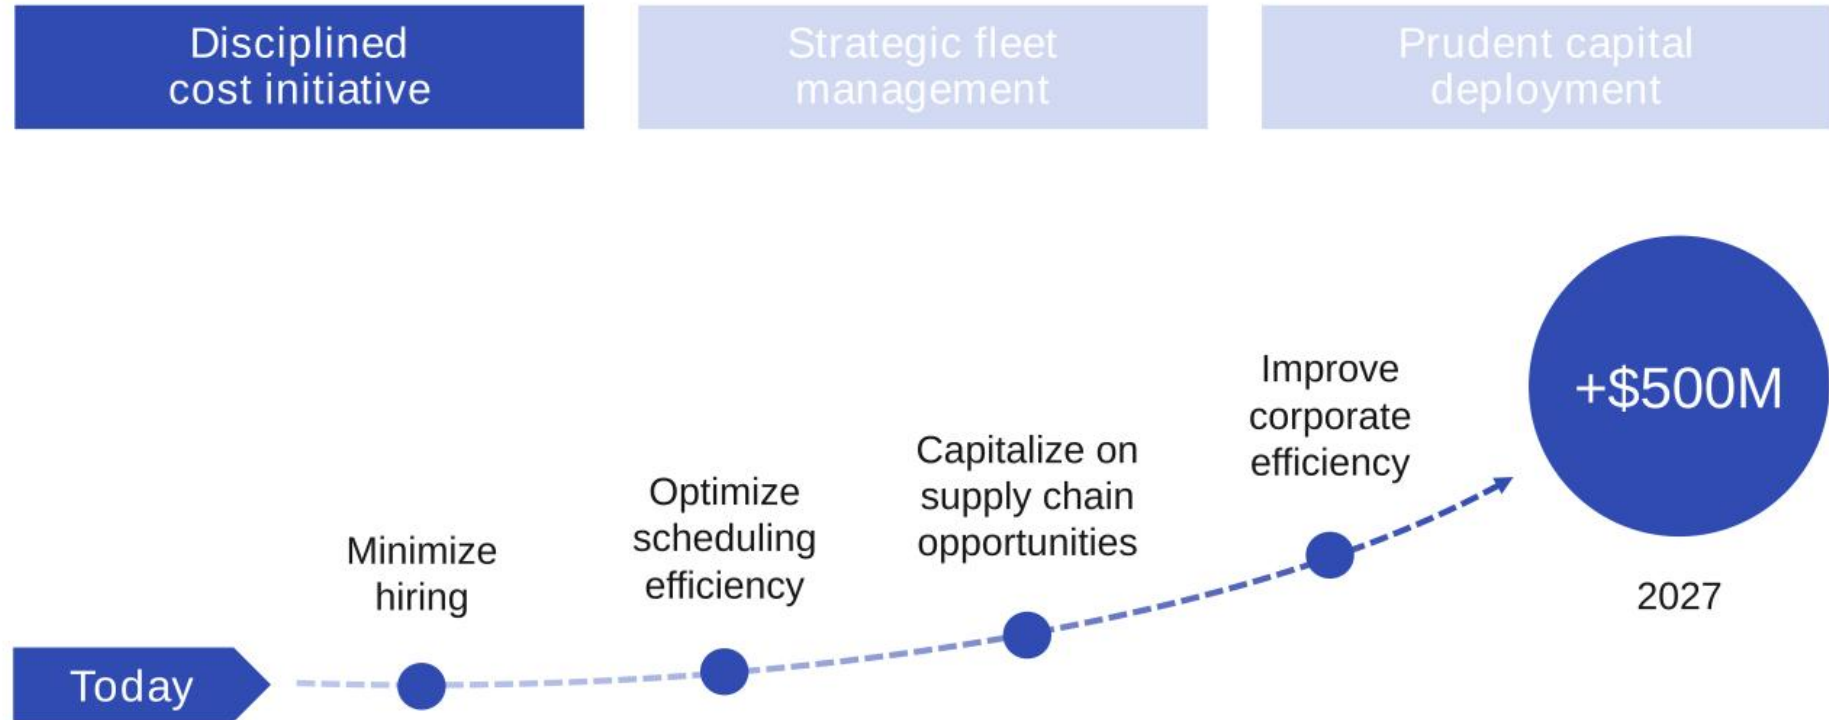 Disciplined
cost initiative
Strategic fleet
management
Prudent capital
deployment
Today
Minimize
hiring
Optimize
scheduling
efficiency
Capitalize on
supply chain
opportunities
Improve
corporate
efficiency
+$500M
2027